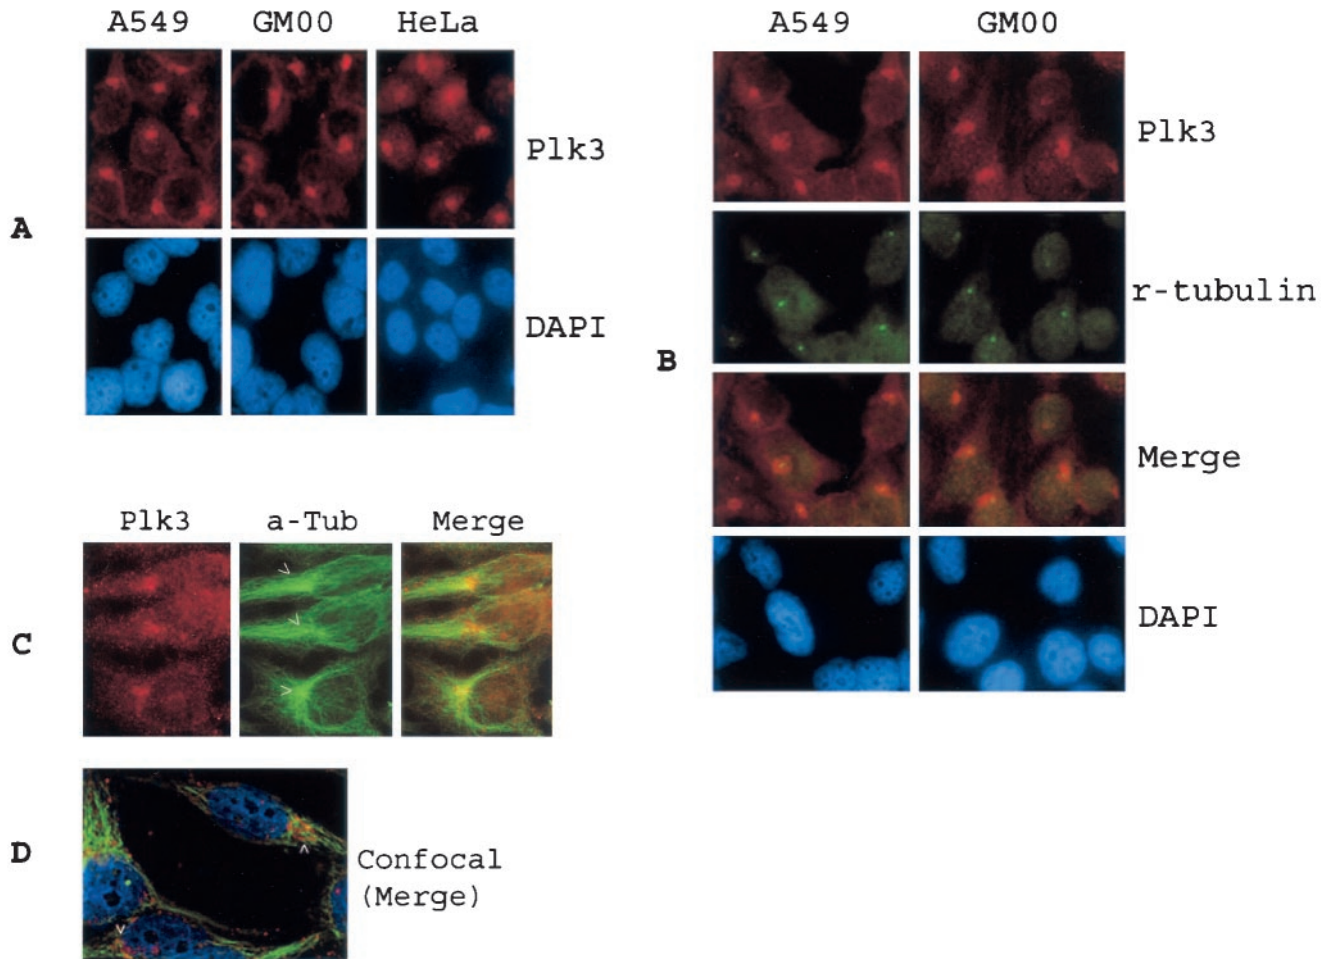 A549 GM00 HeLa
Plk3
A
DAPI
A549 GM00
Plk3
r-tubulin
B
Merge
DAPI
Plk3 a-Tub Merge
C
D
Confocal
(Merge)